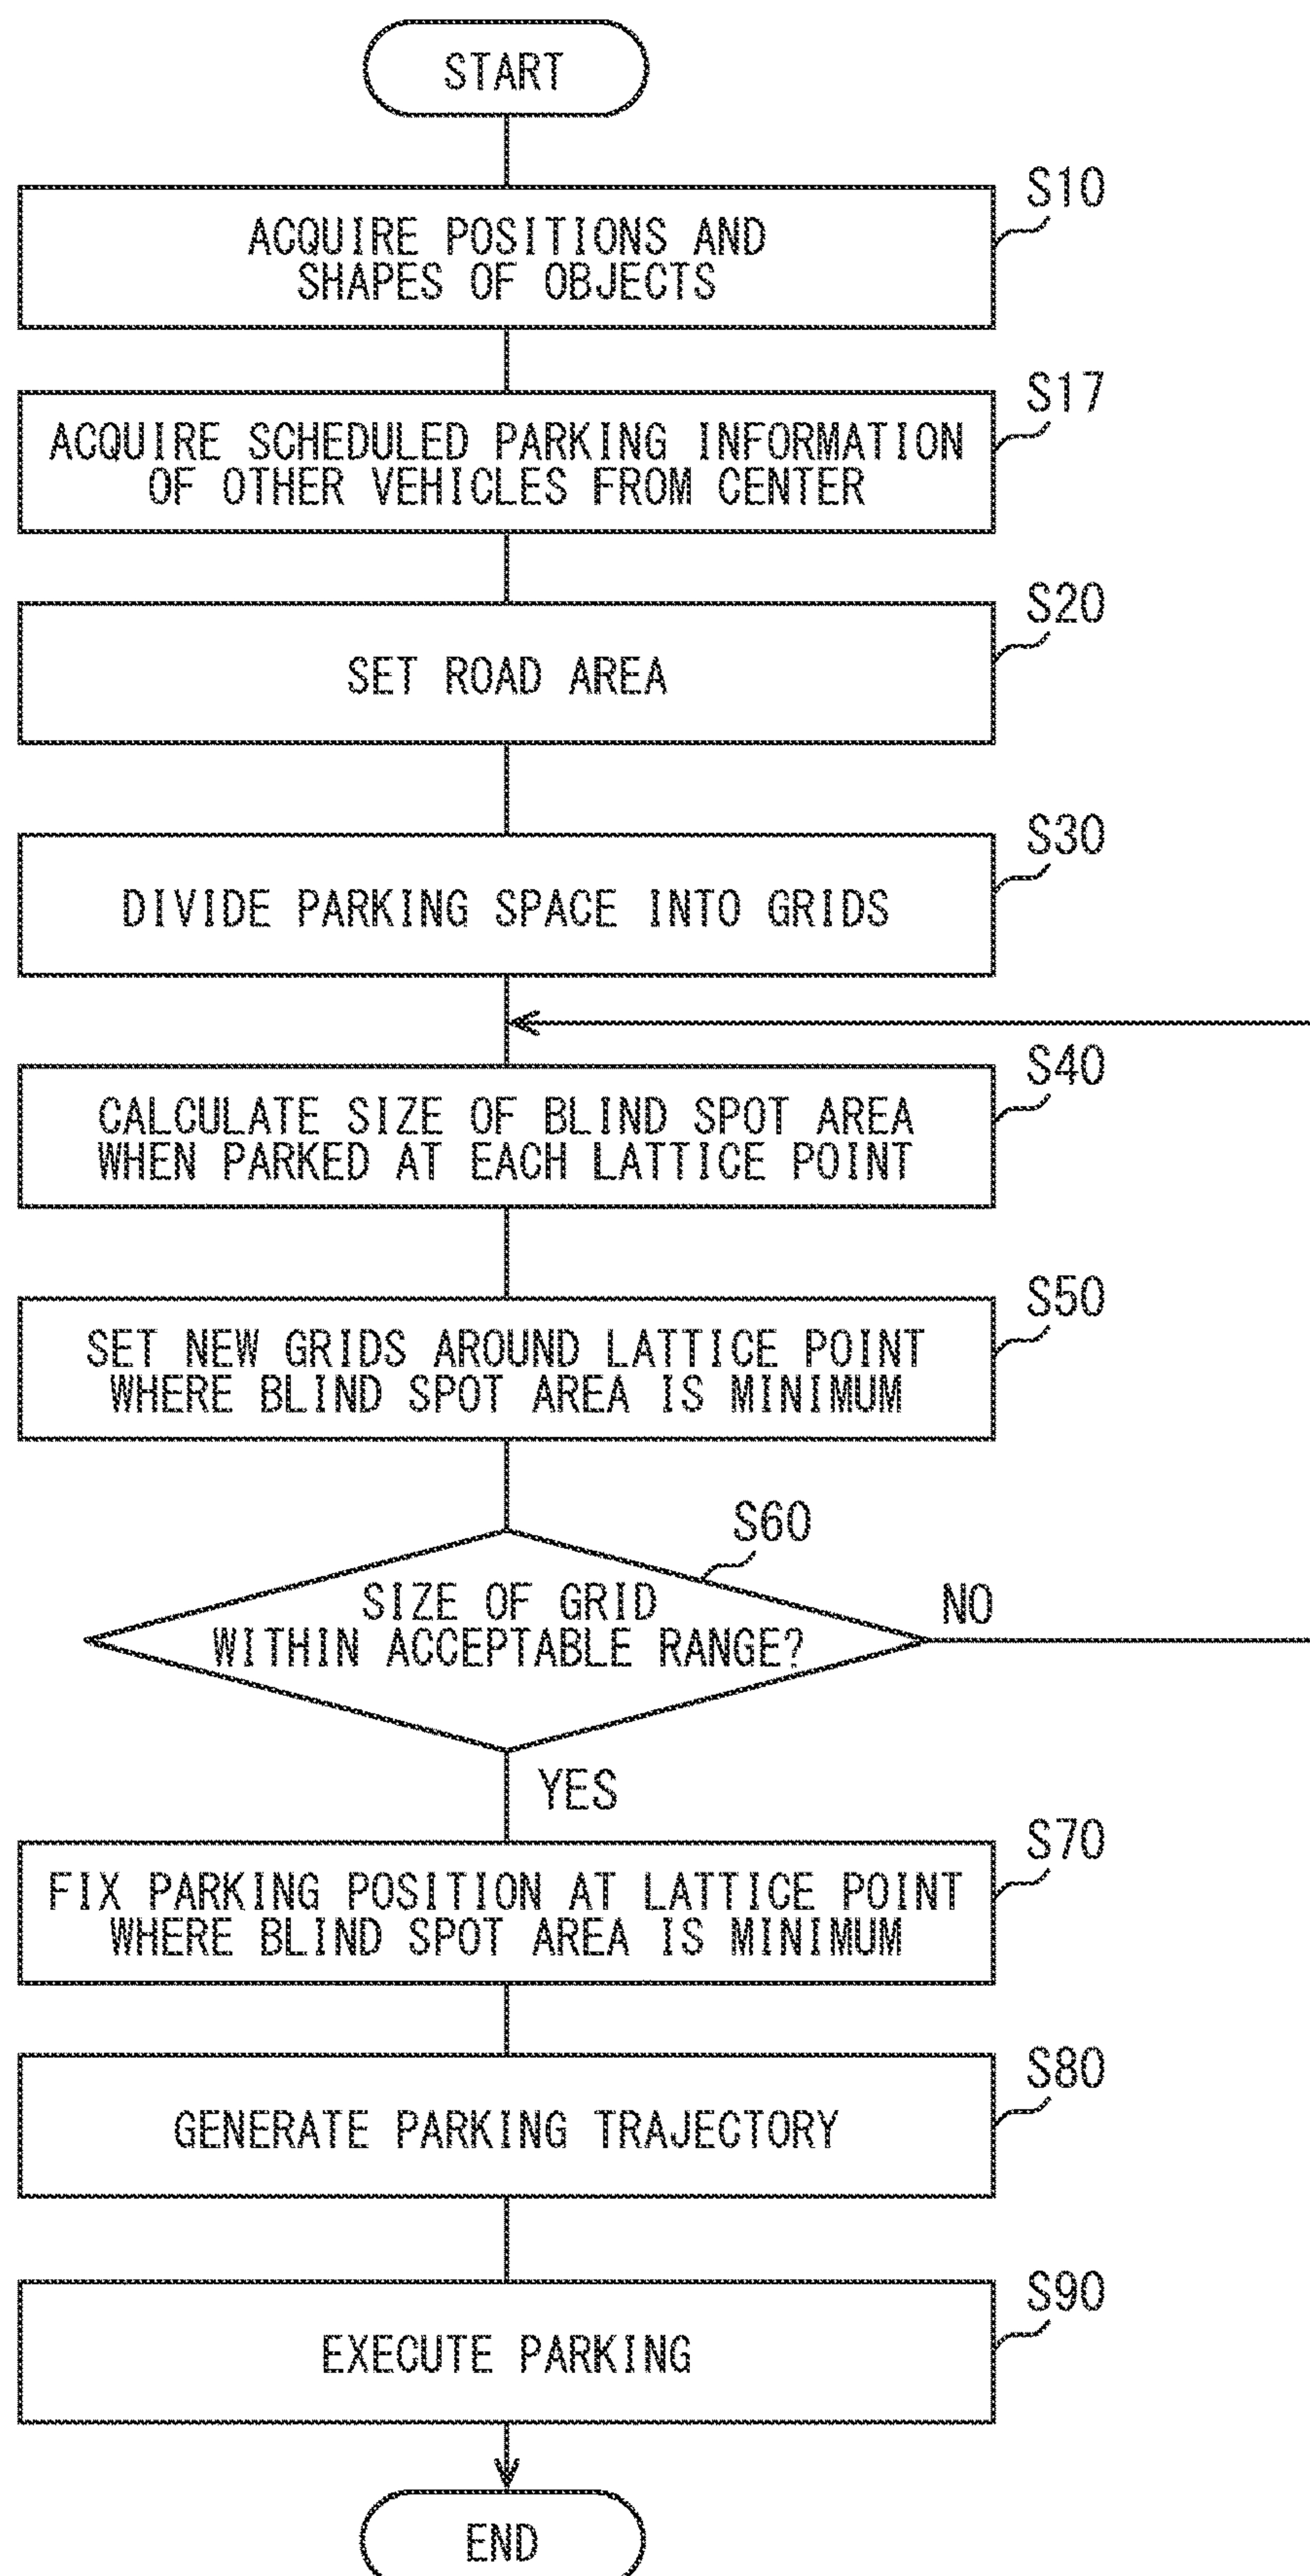 START
S10
ACQUIRE POSITIONS AND
SHAPES OF OBJECTS
S17
ACQUIRE SCHEDULED PARKING INFORMATION
OF OTHER VEHICLES FROM CENTER
S20
SET ROAD AREA
S30
DIVIDE PARKING SPACE INTO GRIDS
S40
CALCULATE SIZE OF BLIND SPOT AREA
WHEN PARKED AT EACH LATTICE POINT
S50
SET NEW GRIDS AROUND LATTICE POINT
WHERE BLIND SPOT AREA IS MINIMUM
S60
SIZE OF GRID
WITHIN ACCEPTABLE RANGE?
NO
YES
S70
FIX PARKING POSITION AT LATTICE POINT
WHERE BLIND SPOT AREA IS MINIMUM
S80
GENERATE PARKING TRAJECTORY
S90
EXECUTE PARKING
END